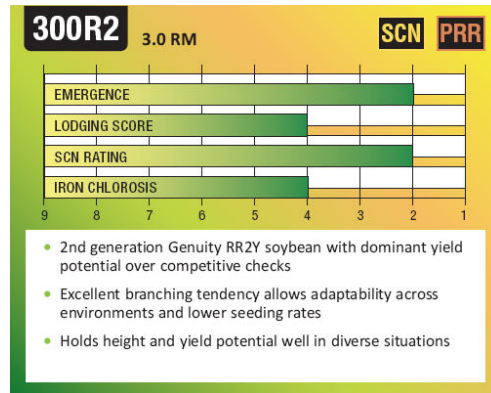 300R2 3.0 RM SCN PRR
EMERGENCE
LODGING SCORE
SCN RATING
IRON CHLOROSIS
9 8 7 6 5 4 3 2 1
• 2nd generation Genuity RR2Y soybean with dominant yield
potential over competitive checks
• Excellent branching tendency allows adaptability across
environments and lower seeding rates
• Holds height and yield potential well in diverse situations